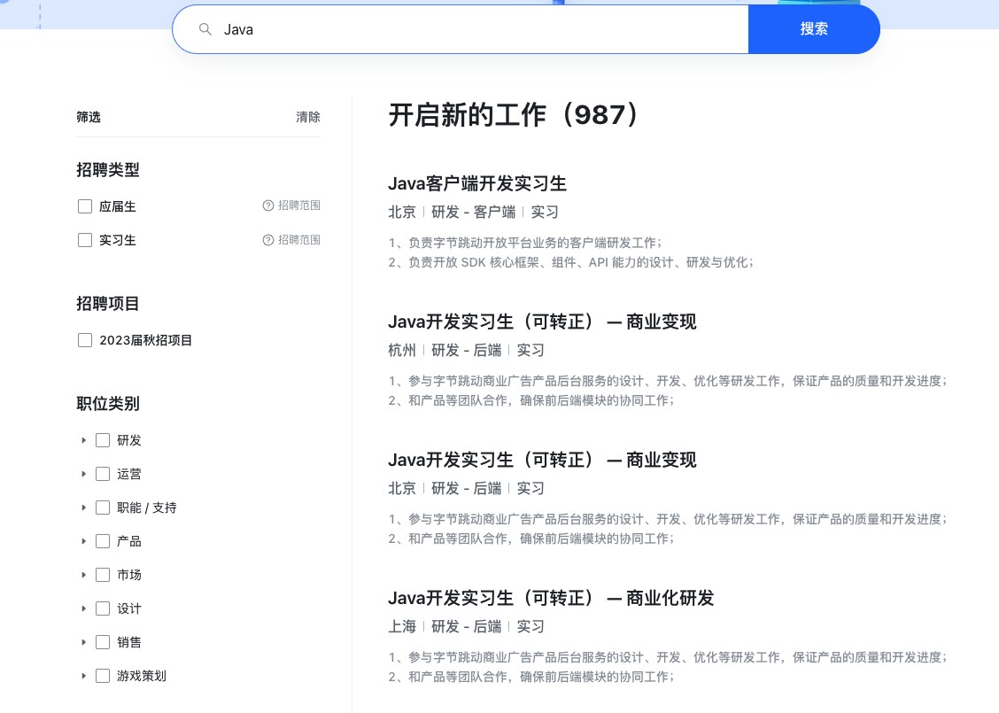 Java
搜索
筛选
清除
招聘类型
应届生
招聘范围
实习生
招聘范围
招聘项目
2023届秋招项目
职位类别
研发
运营
职能 / 支持
产品
市场
设计
销售
游戏策划
开启新的工作（987）
Java客户端开发实习生
北京 | 研发 - 客户端 | 实习
1、负责字节跳动开放平台业务的客户端研发工作；
2、负责开放 SDK 核心框架、组件、API 能力的设计、研发与优化；
Java开发实习生（可转正） — 商业变现
杭州 | 研发 - 后端 | 实习
1、参与字节跳动商业广告产品后台服务的设计、开发、优化等研发工作，保证产品的质量和开发进度；
2、和产品等团队合作，确保前后端模块的协同工作；
Java开发实习生（可转正） — 商业变现
北京 | 研发 - 后端 | 实习
1、参与字节跳动商业广告产品后台服务的设计、开发、优化等研发工作，保证产品的质量和开发进度；
2、和产品等团队合作，确保前后端模块的协同工作；
Java开发实习生（可转正） — 商业化研发
上海 | 研发 - 后端 | 实习
1、参与字节跳动商业广告产品后台服务的设计、开发、优化等研发工作，保证产品的质量和开发进度；
2、和产品等团队合作，确保前后端模块的协同工作；